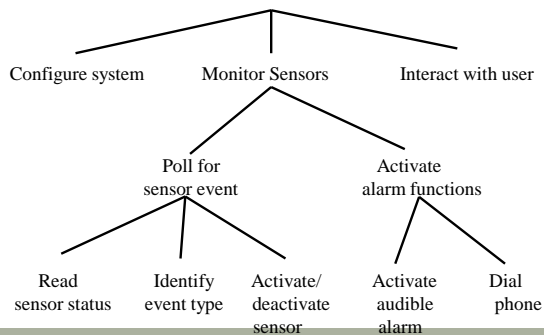 Configure system
Monitor Sensors
Interact with user
Poll for
sensor event
Activate
alarm functions
Read
sensor status
Identify
event type
Activate/
deactivate
sensor
Activate
audible
alarm
Dial
phone